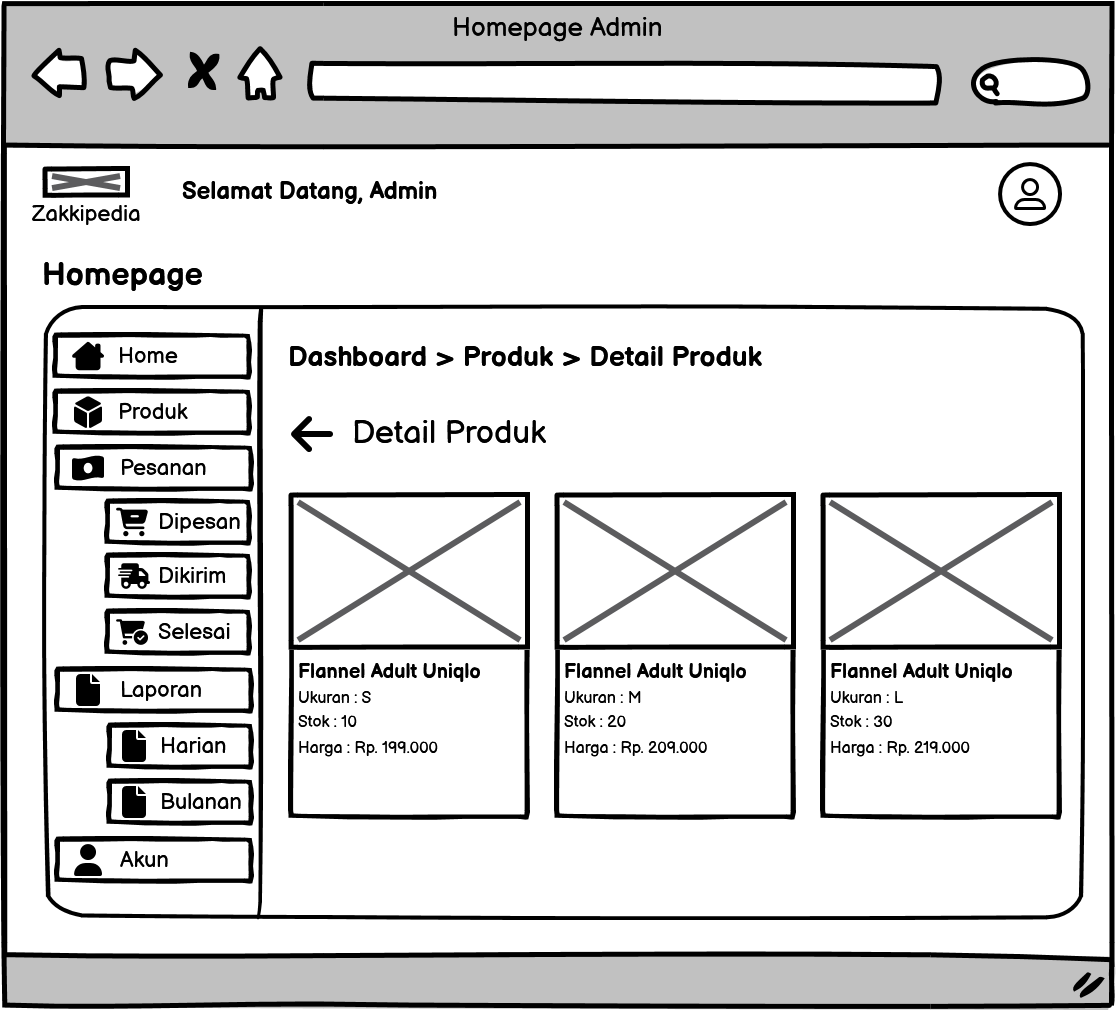 Homepage Admin
Zakkipedia
Selamat Datang, Admin
Homepage
Home
Produk
Pesanan
Dipesan
Dikirim
Selesai
Laporan
Harian
Bulanan
Akun
Dashboard > Produk > Detail Produk
Detail Produk
Flannel Adult Uniqlo
Ukuran : S
Stok : 10
Harga : Rp. 199.000
Flannel Adult Uniqlo
Ukuran : M
Stok : 20
Harga : Rp. 209.000
Flannel Adult Uniqlo
Ukuran : L
Stok : 30
Harga : Rp. 219.000